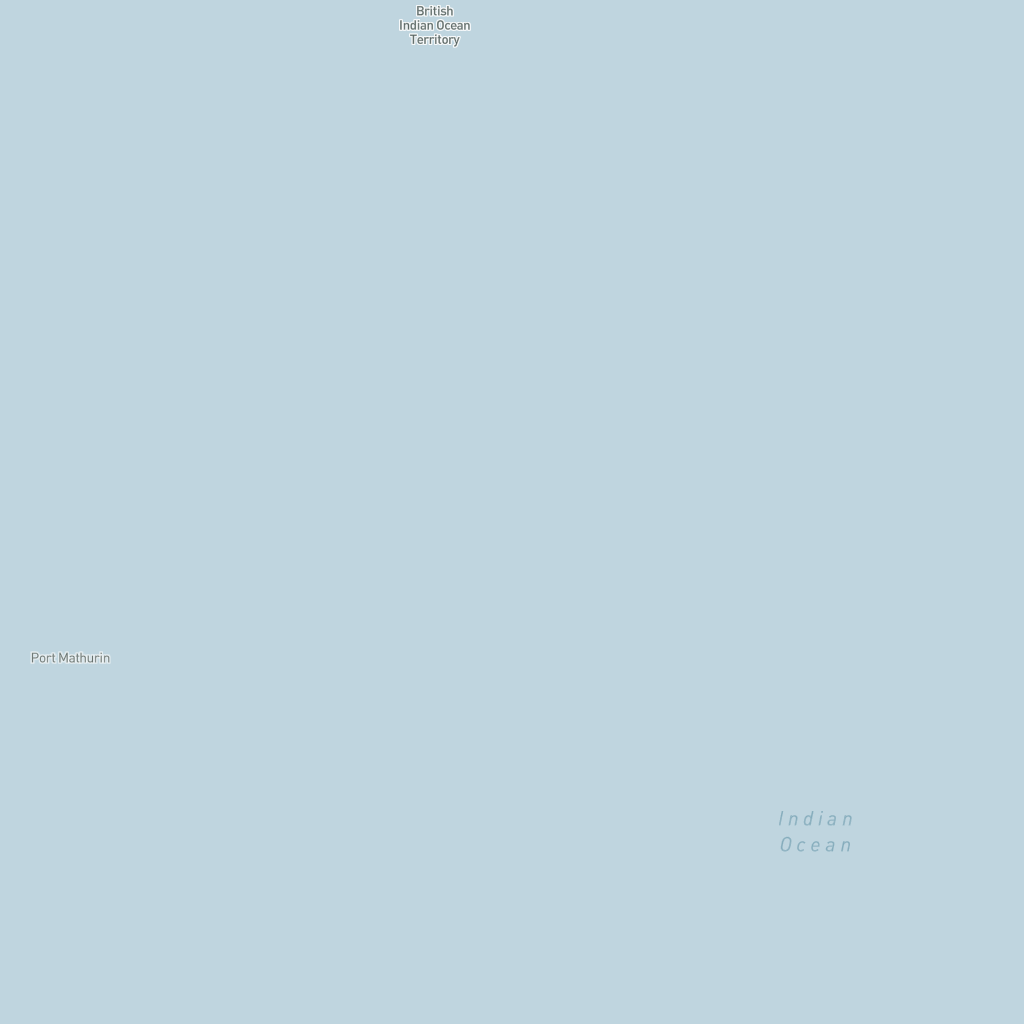 British
Indian Ocean
Territory
Port Mathurin
Indian
Ocean